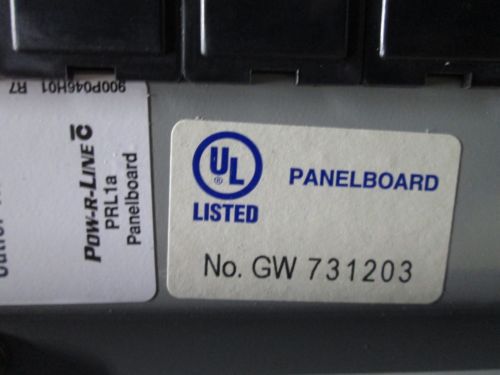 UL
LISTED
PANELBOARD
No. GW 731203
POW-R-LINE C
PRL1a
Panelboard
900P046H01 R7